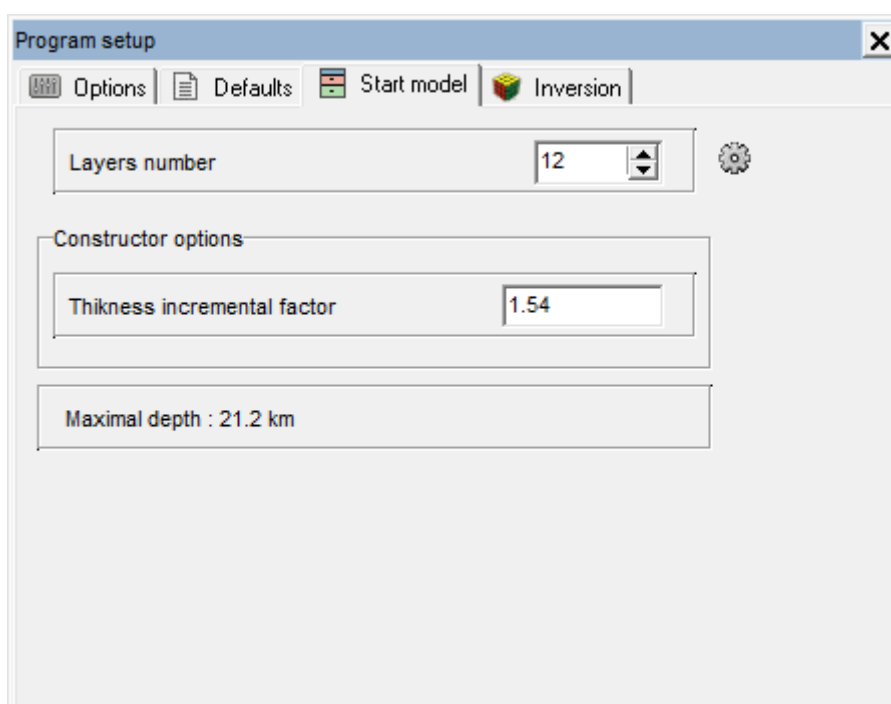 Program setup
Options Defaults Start model Inversion
Layers number 12
Constructor options
Thikness incremental factor 1.54
Maximal depth : 21.2 km